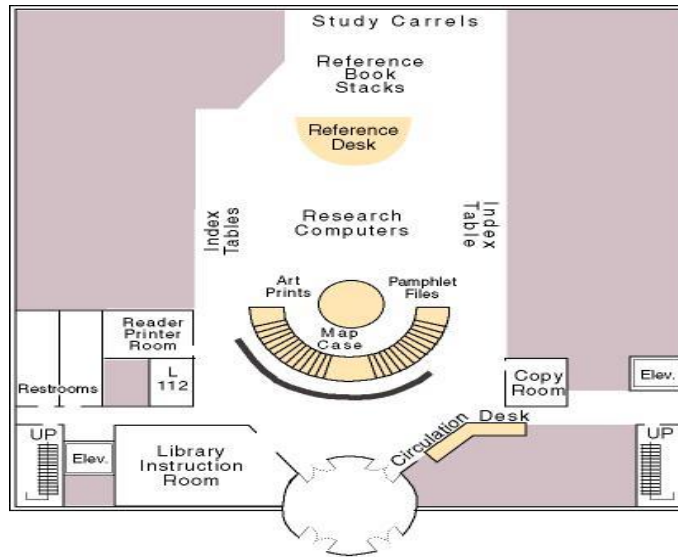 Study Carrels
Reference
Book
Stacks
Reference
Desk
Index
Tables
Research
Computers
Index
Table
Art
Prints
Pamphlet
Files
Map
Case
Reader
Printer
Room
L
112
Restrooms
Copy
Room
Elev.
UP
Elev.
Library
Instruction
Room
Circulation Desk
UP